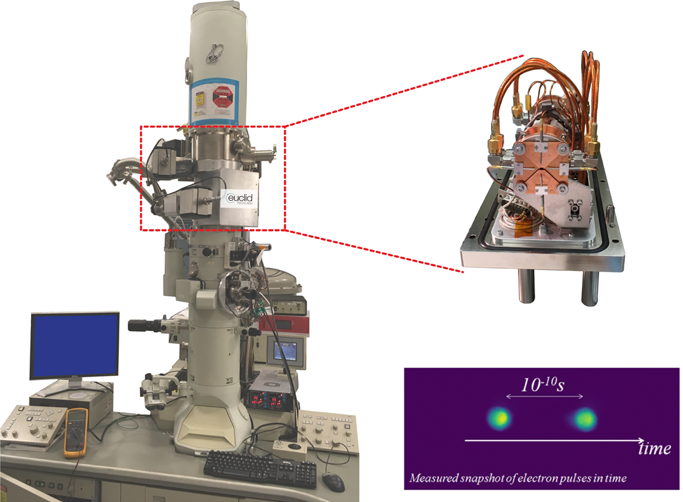 euclid
10⁻¹⁰s
time
Measured snapshot of electron pulses in time